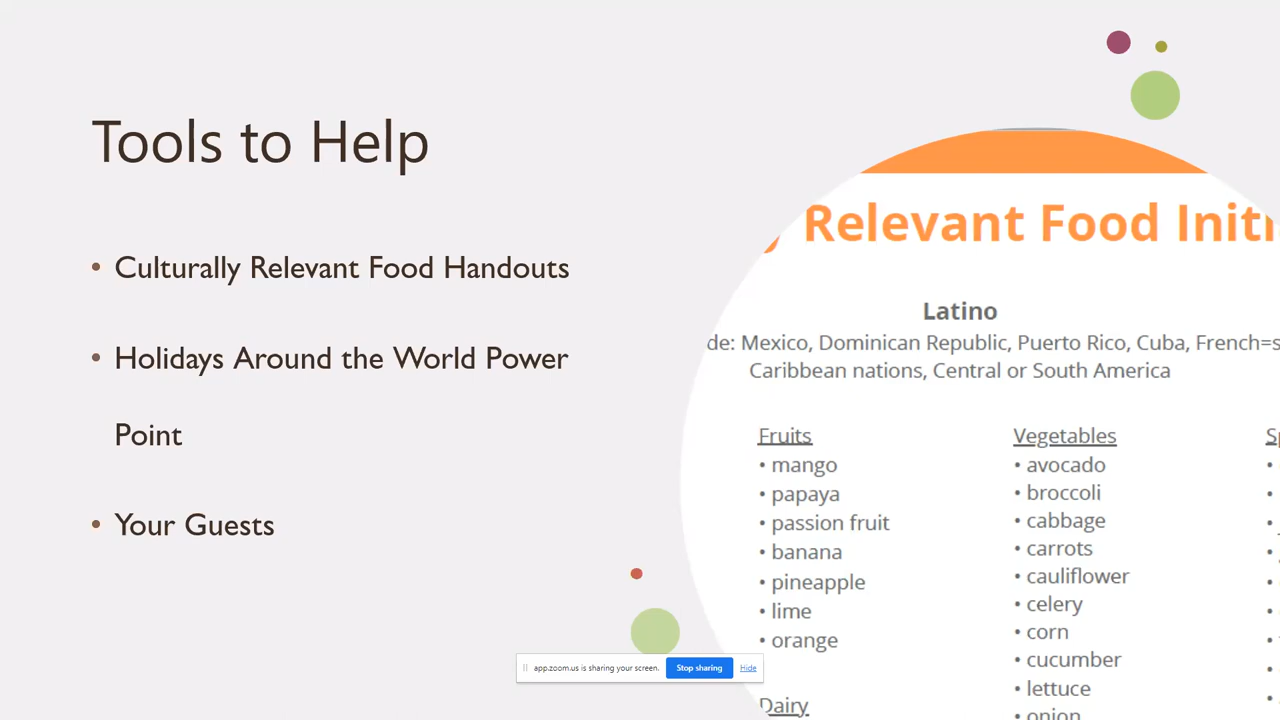 Tools to Help
• Culturally Relevant Food Handouts
• Holidays Around the World Power
Point
• Your Guests
Relevant Food
Latino
Mexico, Dominican Republic, Puerto Rico, Cuba, French=s
Caribbean nations, Central or South America
Fruits
• mango
• papaya
• passion fruit
• banana
• pineapple
• lime
• orange
Dairy
Vegetables
• avocado
• broccoli
• cabbage
• carrots
• cauliflower
• celery
• corn
• cucumber
• lettuce
• onion
app.zoom.us is sharing your screen.
Stop sharing
Hide